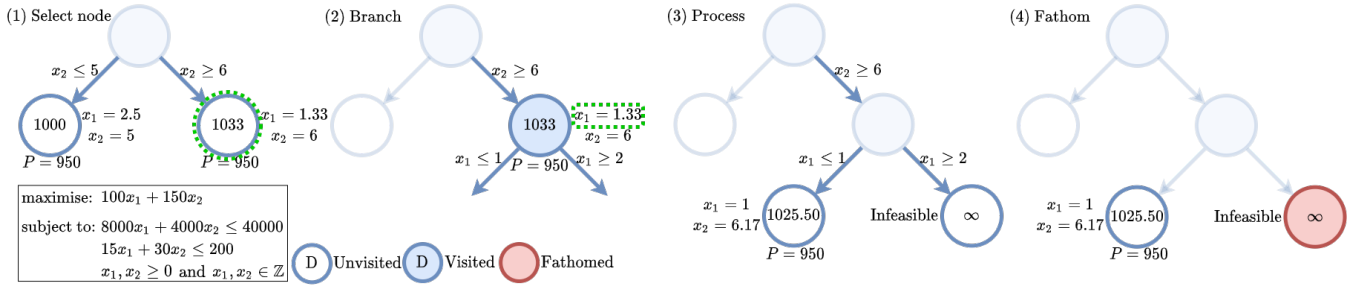 (1) Select node
x₂ ≤ 5
x₂ ≥ 6
1000
x₁ = 2.5
x₂ = 5
P = 950
1033
x₁ = 1.33
x₂ = 6
P = 950
maximise: 100x₁ + 150x₂
subject to: 8000x₁ + 4000x₂ ≤ 40000
15x₁ + 30x₂ ≤ 200
x₁, x₂ ≥ 0 and x₁, x₂ ∈ ℤ
(2) Branch
x₂ ≥ 6
1033
x₁ = 1.33
x₂ = 6
P = 950
x₁ ≤ 1
x₁ ≥ 2
D Unvisited
D Visited
Fathomed
(3) Process
x₂ ≥ 6
x₁ ≤ 1
x₁ ≥ 2
x₁ = 1
x₂ = 6.17
1025.50
P = 950
Infeasible
∞
(4) Fathom
x₁ = 1
x₂ = 6.17
1025.50
P = 950
Infeasible
∞